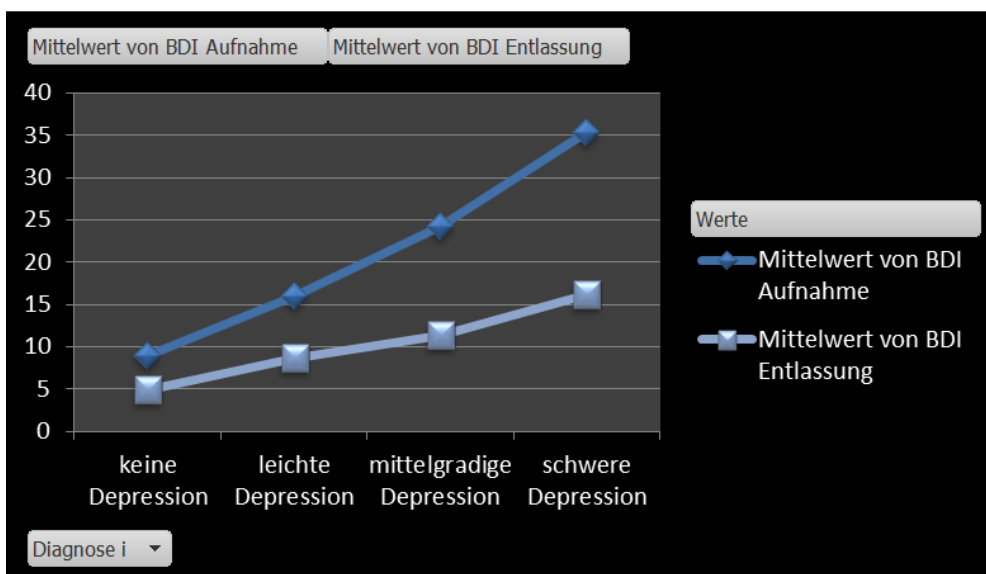 Mittelwert von BDI Aufnahme Mittelwert von BDI Entlassung
40
35
30
25
20
15
10
5
0
keine leichte mittelgradige schwere
Depression Depression Depression Depression
Werte
Mittelwert von BDI
Aufnahme
Mittelwert von BDI
Entlassung
Diagnose i